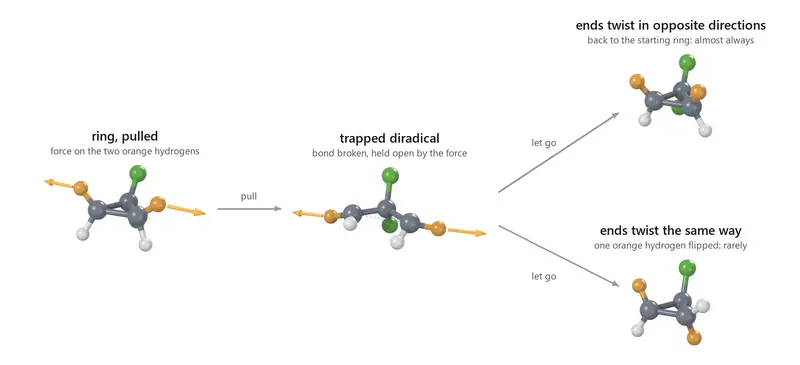 ring, pulled
force on the two orange hydrogens
pull
trapped diradical
bond broken, held open by the force
let go
ends twist in opposite directions
back to the starting ring: almost always
let go
ends twist the same way
one orange hydrogen flipped: rarely